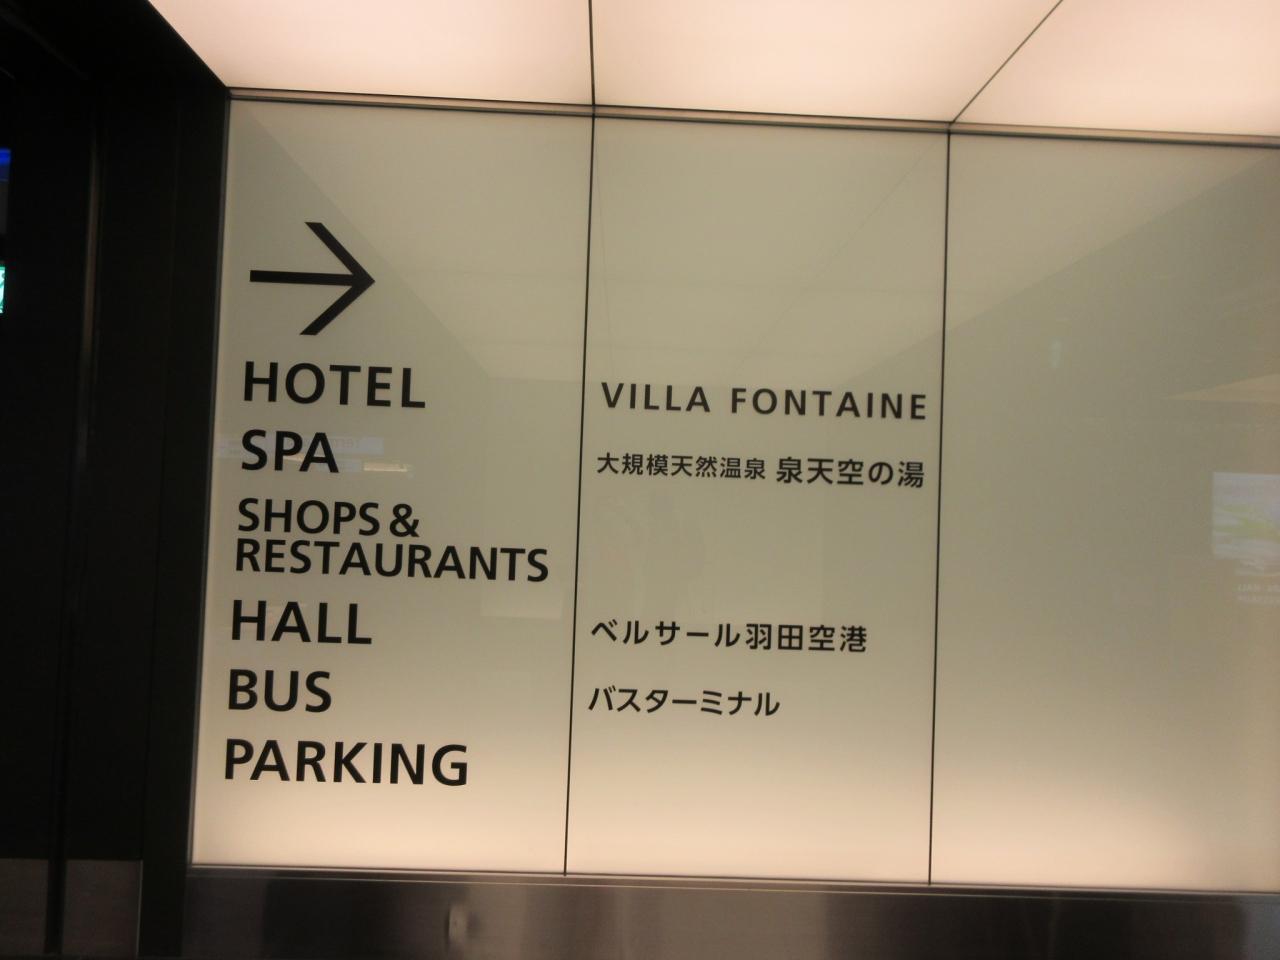 HOTEL VILLA FONTAINE
SPA 大規模天然温泉 泉天空の湯
SHOPS &
RESTAURANTS
HALL ベルサール羽田空港
BUS バスターミナル
PARKING